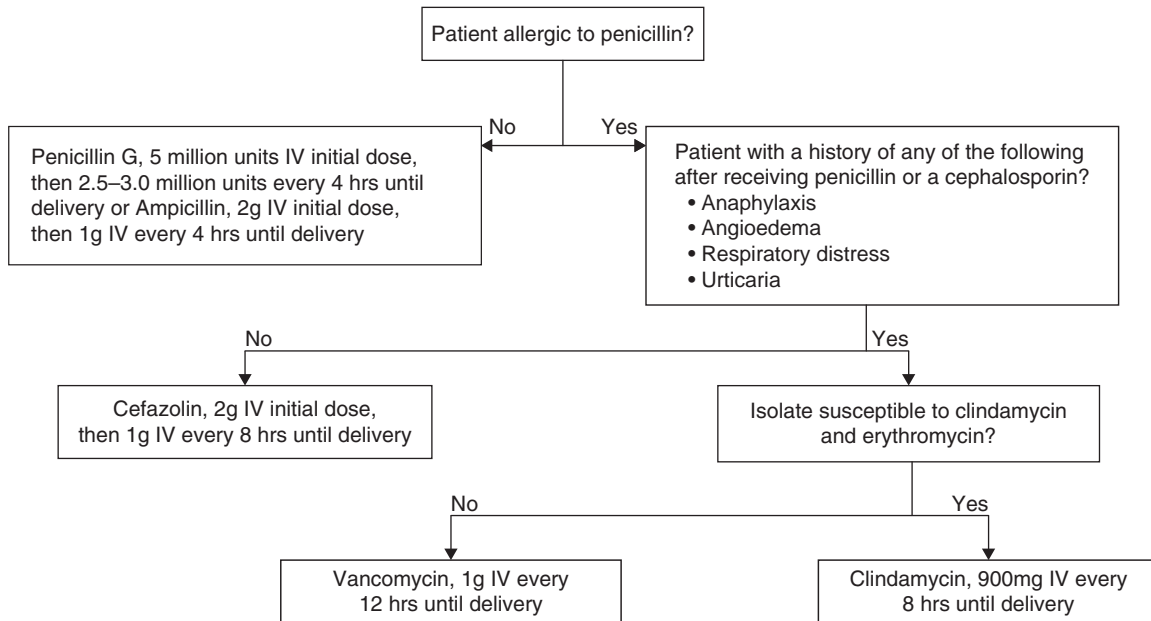 Patient allergic to penicillin?
No
Yes
Penicillin G, 5 million units IV initial dose,
then 2.5–3.0 million units every 4 hrs until
delivery or Ampicillin, 2g IV initial dose,
then 1g IV every 4 hrs until delivery
Patient with a history of any of the following
after receiving penicillin or a cephalosporin?
• Anaphylaxis
• Angioedema
• Respiratory distress
• Urticaria
No
Yes
Cefazolin, 2g IV initial dose,
then 1g IV every 8 hrs until delivery
Isolate susceptible to clindamycin
and erythromycin?
No
Yes
Vancomycin, 1g IV every
12 hrs until delivery
Clindamycin, 900mg IV every
8 hrs until delivery